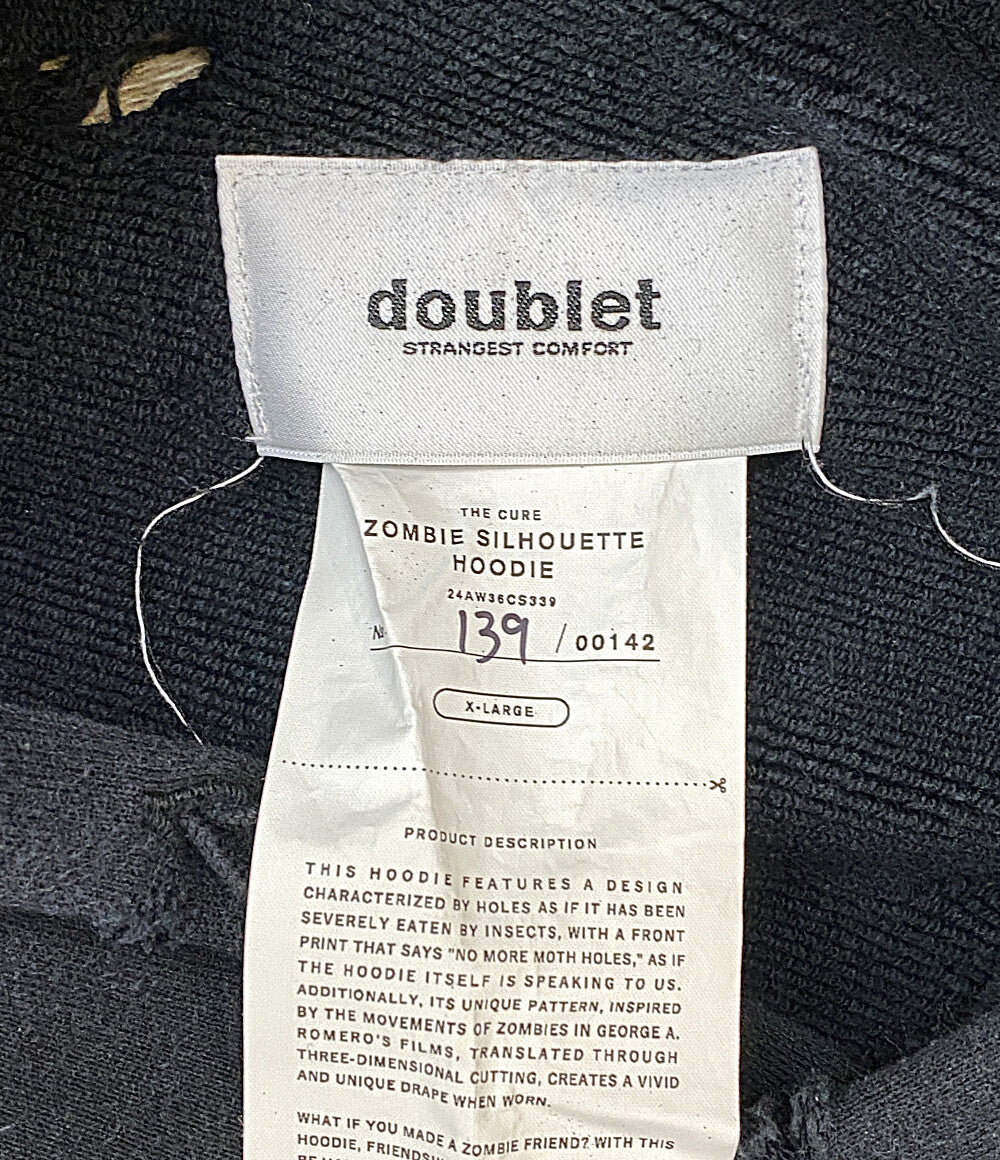 doublet
STRANGEST COMFORT
THE CURE
ZOMBIE SILHOUETTE
HOODIE
24AW36CS339
№ 139 / 00142
X-LARGE
PRODUCT DESCRIPTION
THIS HOODIE FEATURES A DESIGN
CHARACTERIZED BY HOLES AS IF IT HAS BEEN
SEVERELY EATEN BY INSECTS, WITH A FRONT
PRINT THAT SAYS "NO MORE MOTH HOLES," AS IF
THE HOODIE ITSELF IS SPEAKING TO US.
ADDITIONALLY, ITS UNIQUE PATTERN, INSPIRED
BY THE MOVEMENTS OF ZOMBIES IN GEORGE A.
ROMERO'S FILMS, TRANSLATED THROUGH
THREE-DIMENSIONAL CUTTING, CREATES A VIVID
AND UNIQUE DRAPE WHEN WORN.
WHAT IF YOU MADE A ZOMBIE FRIEND? WITH THIS
HOODIE,